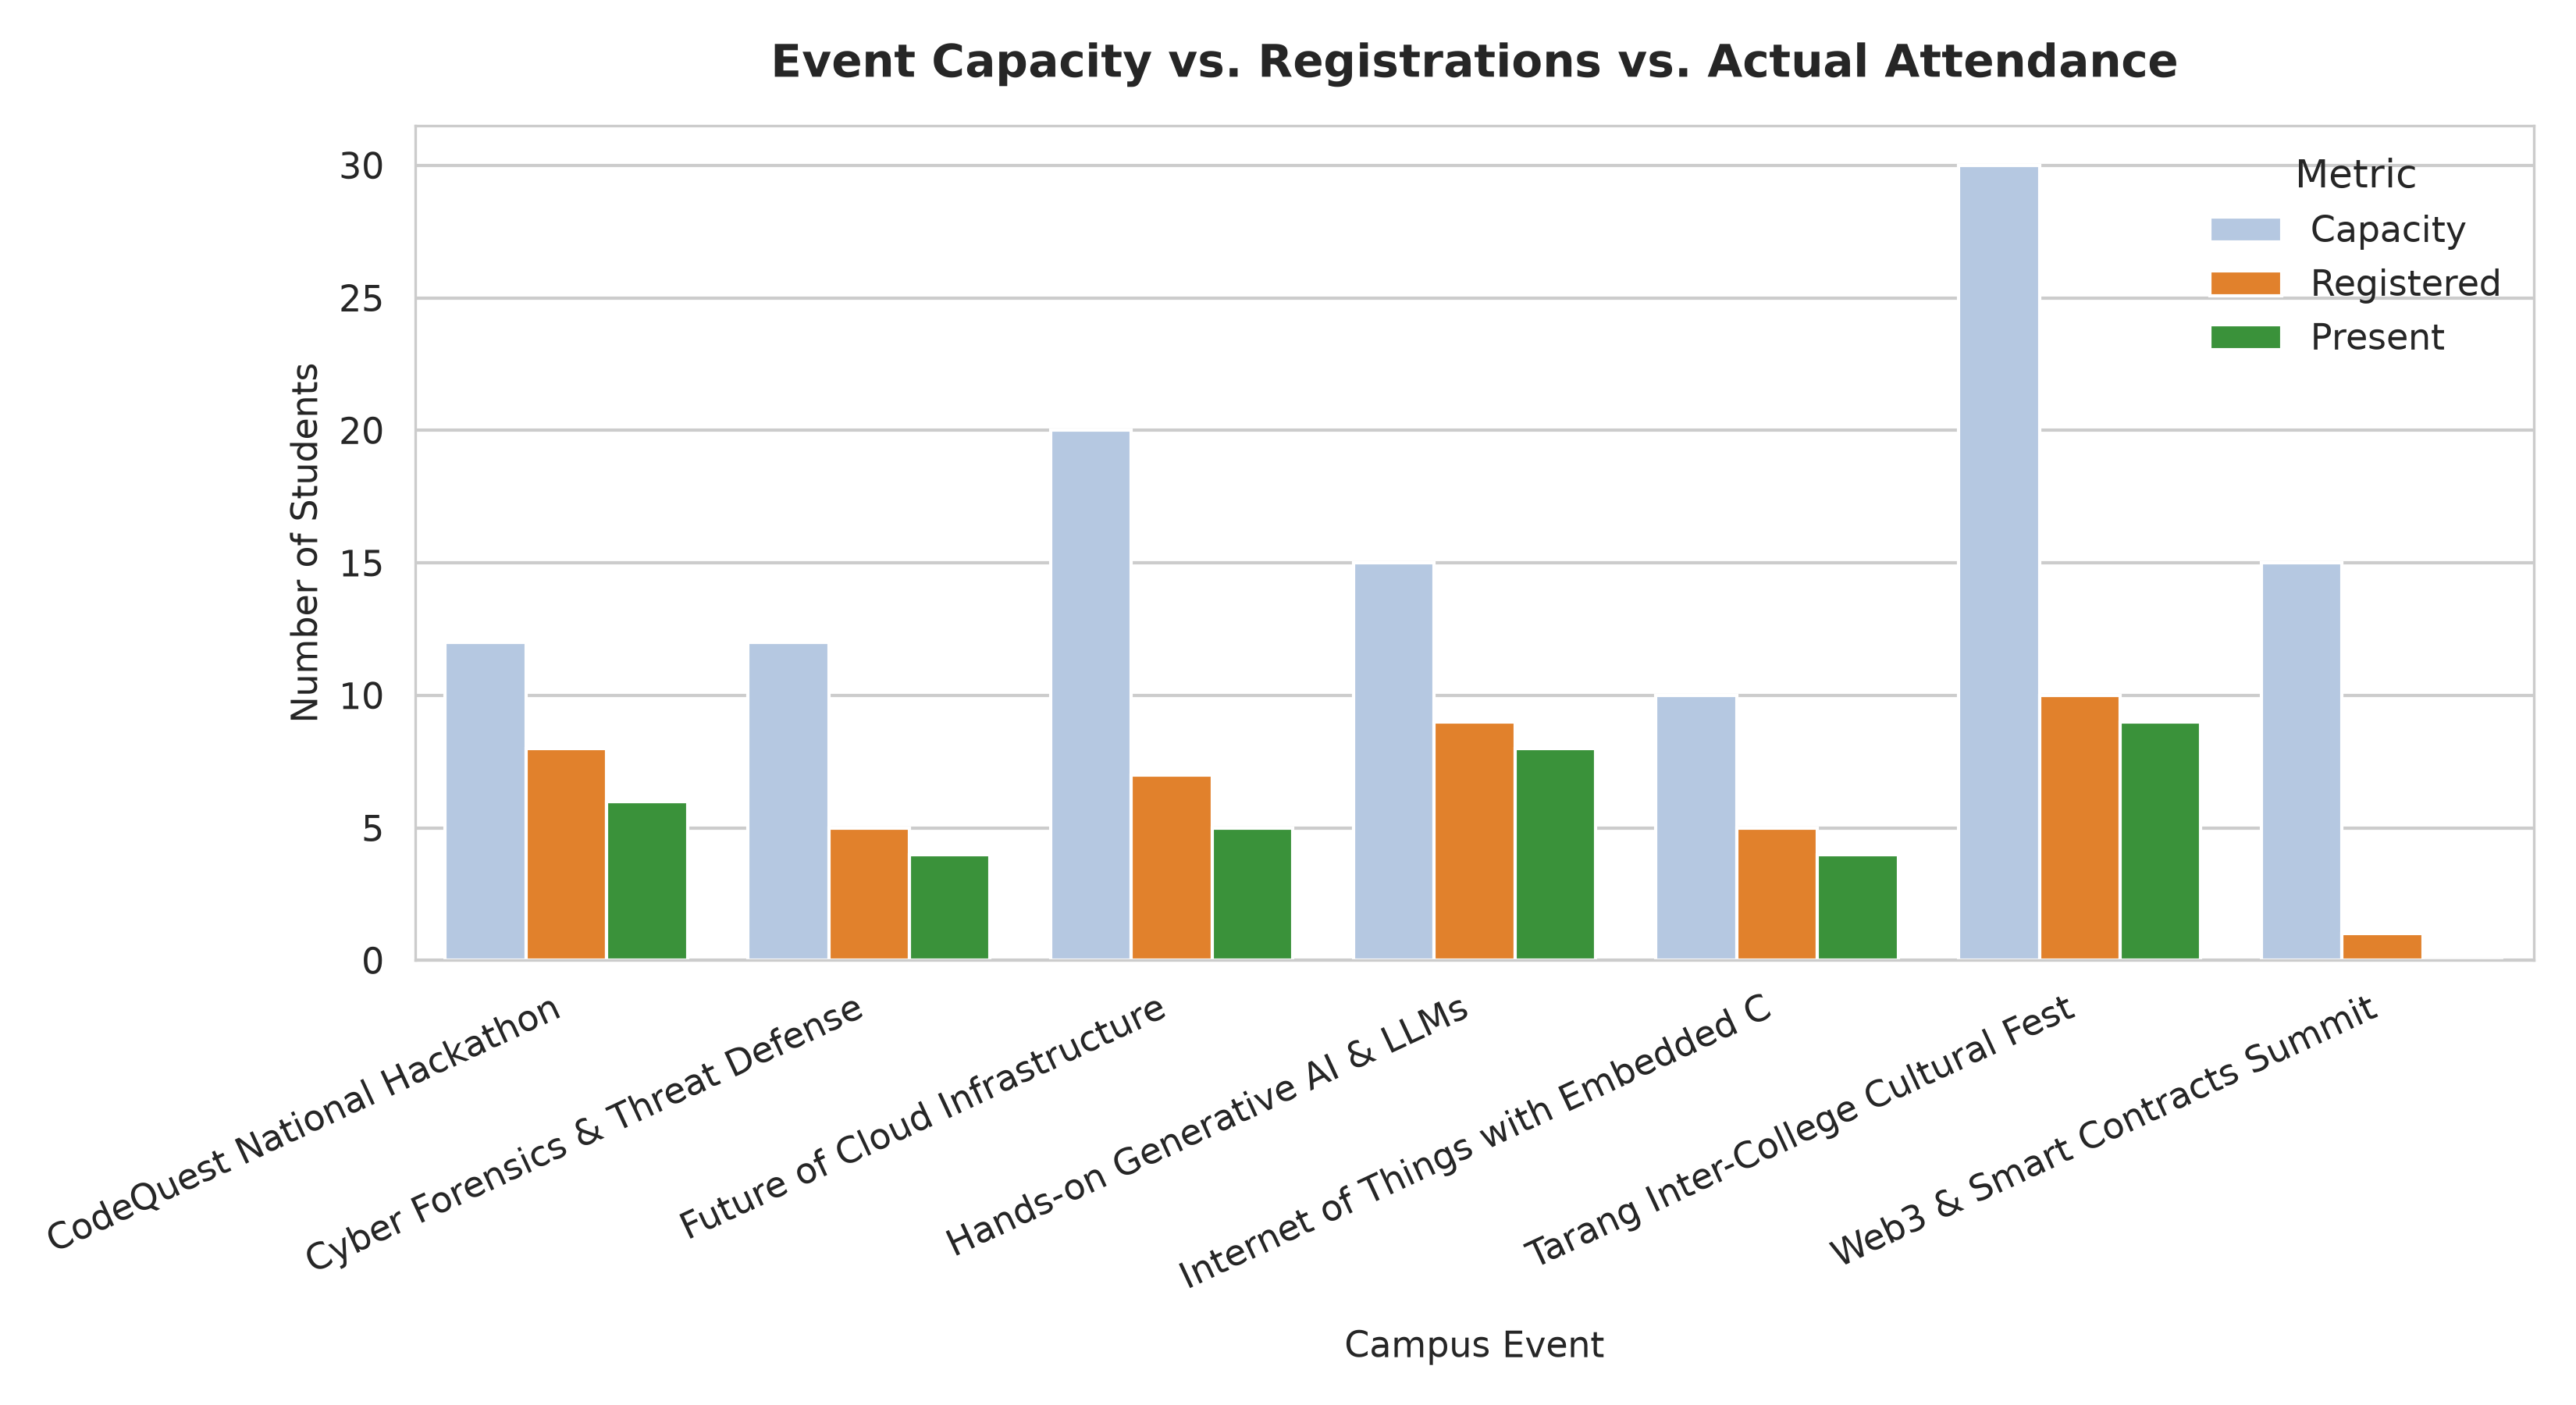 Event Capacity vs. Registrations vs. Actual Attendance
Metric
Capacity
Registered
Present
Number of Students
30
25
20
15
10
5
0
CodeQuest National Hackathon
Cyber Forensics & Threat Defense
Future of Cloud Infrastructure
Hands-on Generative AI & LLMs
Internet of Things with Embedded C
Tarang Inter-College Cultural Fest
Web3 & Smart Contracts Summit
Campus Event